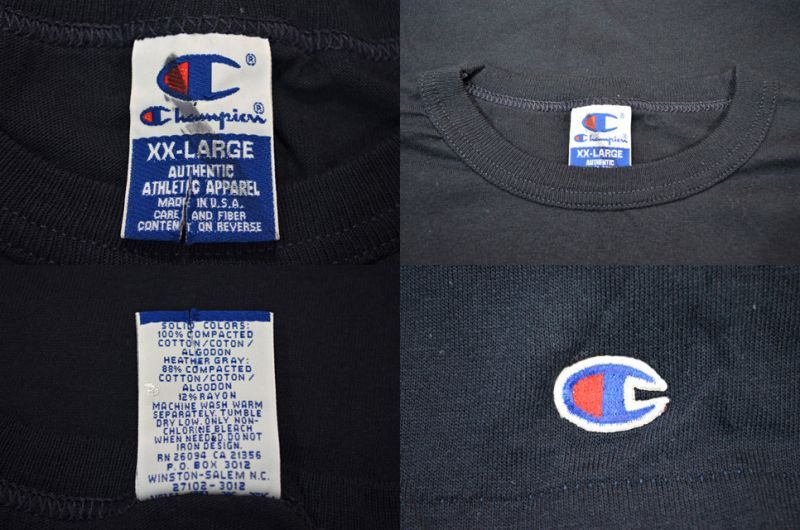 Champion®
XX-LARGE
AUTHENTIC
ATHLETIC APPAREL
MADE IN U.S.A.
CARE AND FIBER
CONTENT ON REVERSE
Champion
XX-LARGE
SOLID COLORS:
100% COMPACTED
COTTON/COTON/
ALGODON
HEATHER GRAY:
88% COMPACTED
COTTON/COTON/
ALGODON
12% RAYON
MACHINE WASH WARM
SEPARATELY. TUMBLE
DRY LOW. ONLY NON-
CHLORINE BLEACH
WHEN NEEDED. DO NOT
IRON DESIGN.
RN 26094 CA 21356
P.O. BOX 3012
WINSTON-SALEM N.C.
27102-3012